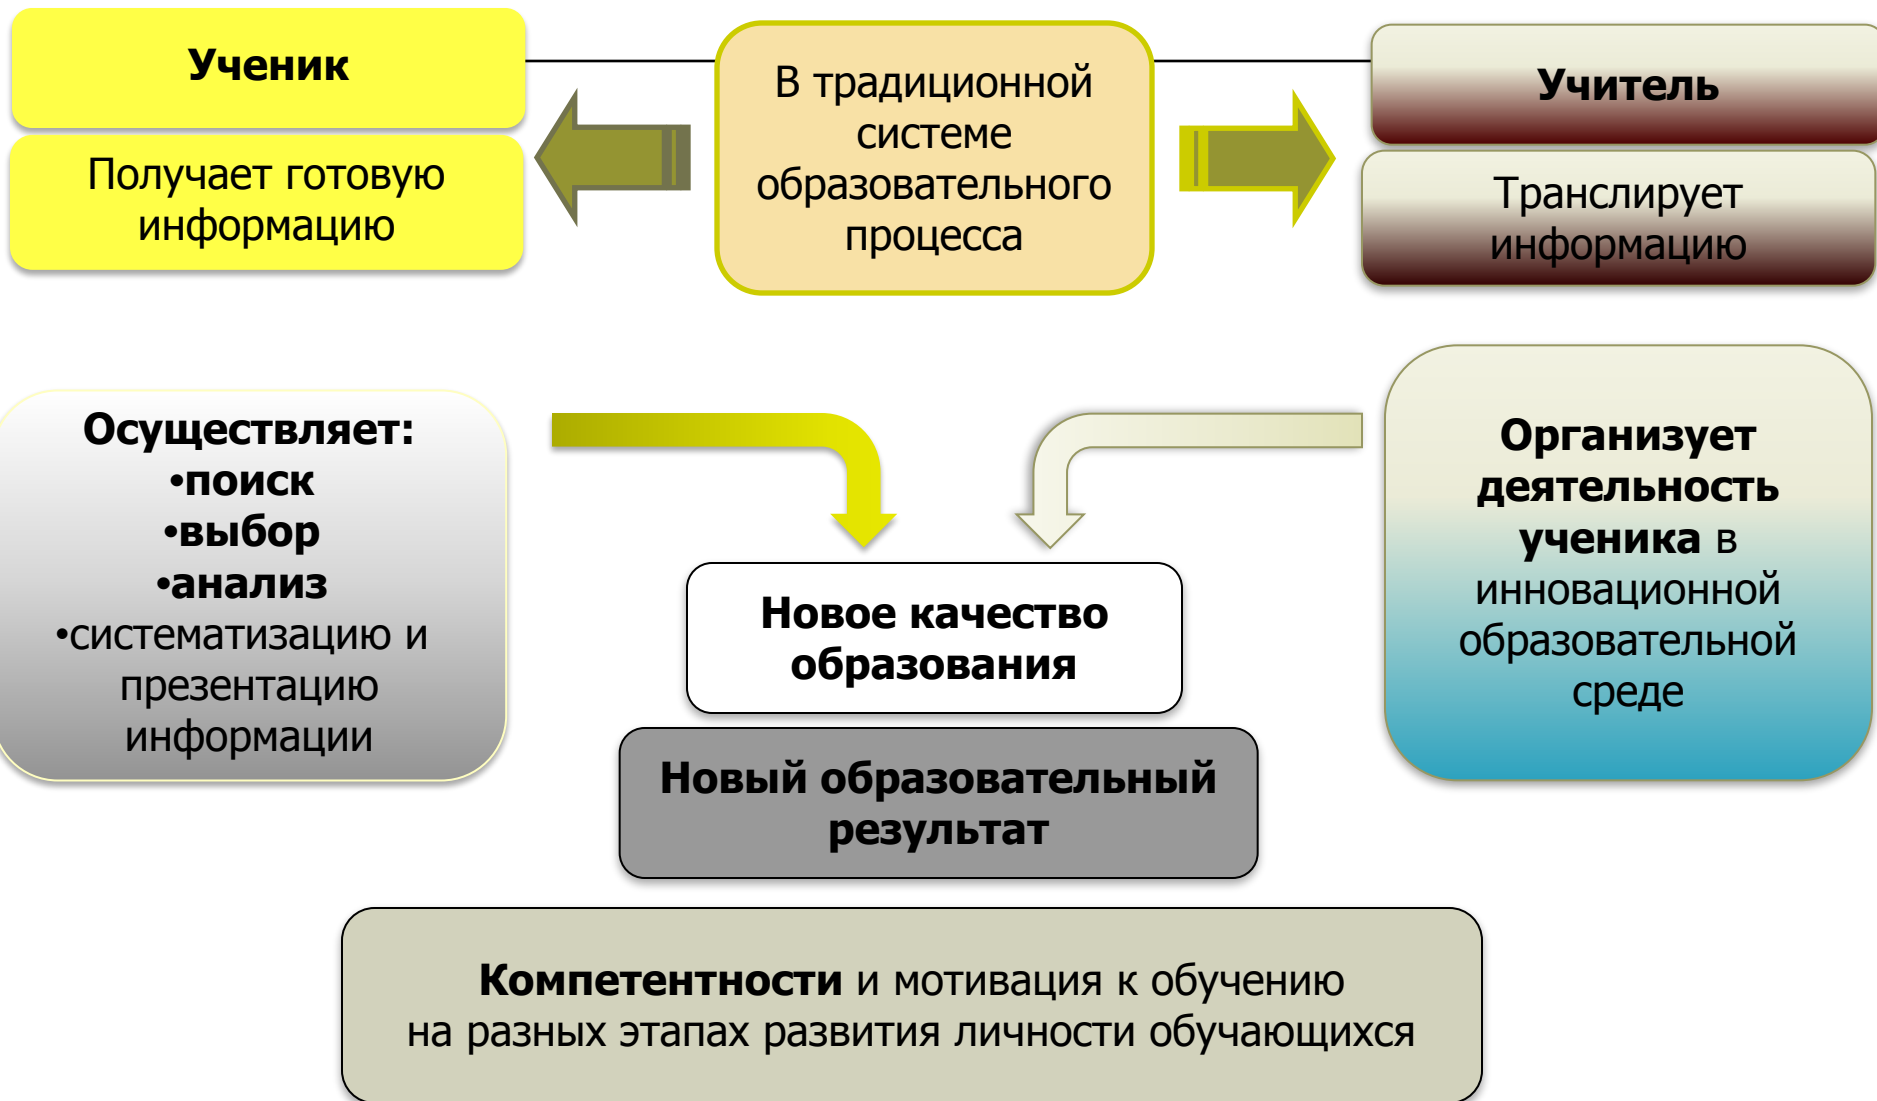 Ученик
Получает готовую
информацию
В традиционной
системе
образовательного
процесса
Учитель
Транслирует
информацию
Осуществляет:
•поиск
•выбор
•анализ
•систематизацию и
презентацию
информации
Новое качество
образования
Новый образовательный
результат
Организует
деятельность
ученика в
инновационной
образовательной
среде
Компетентности и мотивация к обучению
на разных этапах развития личности обучающихся